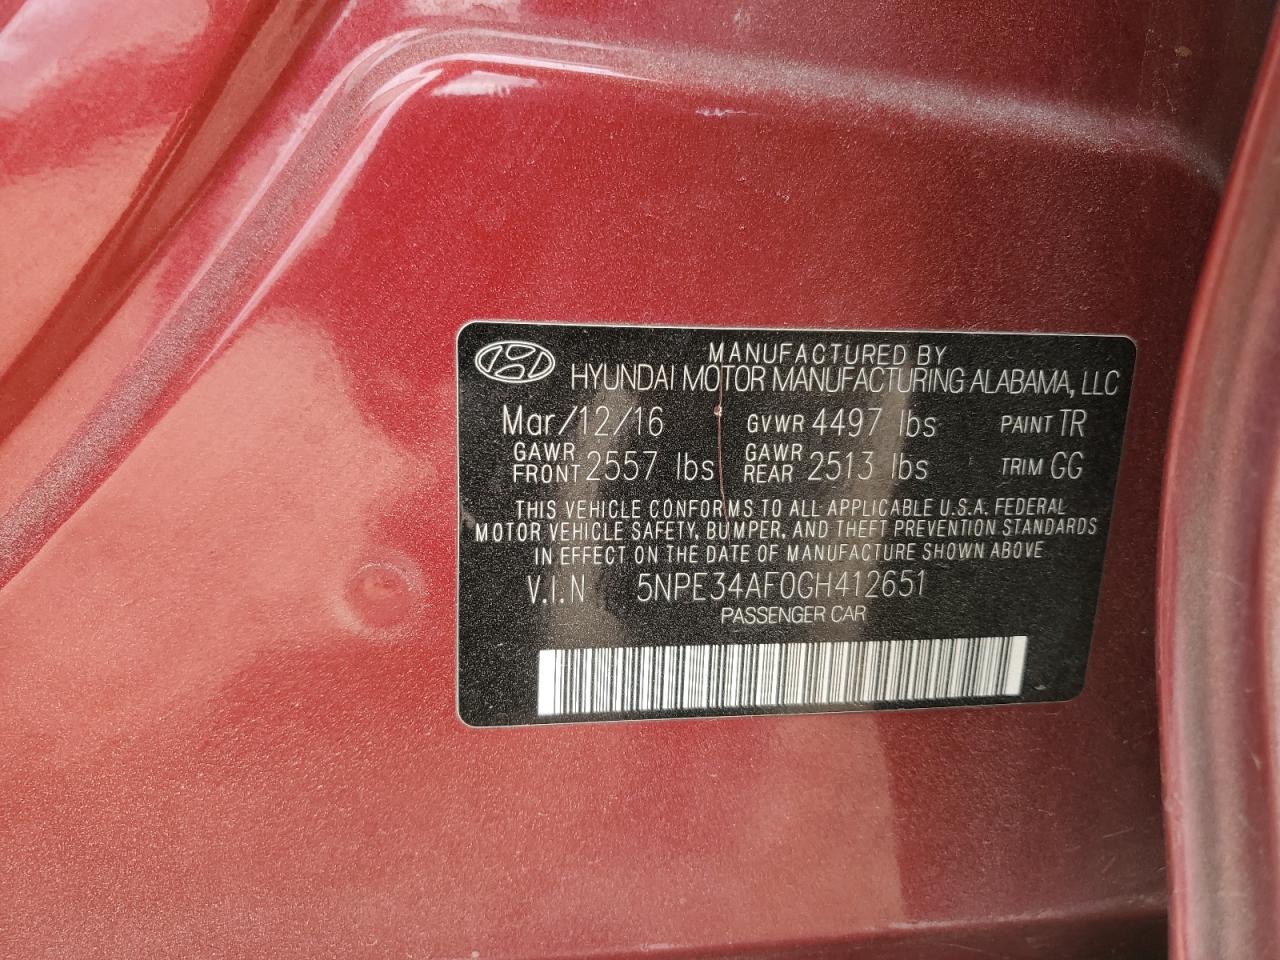 MANUFACTURED BY
HYUNDAI MOTOR MANUFACTURING ALABAMA, LLC
Mar/12/16 GVWR 4497 lbs PAINT TR
GAWR FRONT 2557 lbs GAWR REAR 2513 lbs TRIM GG
THIS VEHICLE CONFORMS TO ALL APPLICABLE U.S.A. FEDERAL
MOTOR VEHICLE SAFETY, BUMPER, AND THEFT PREVENTION STANDARDS
IN EFFECT ON THE DATE OF MANUFACTURE SHOWN ABOVE
V.I.N 5NPE34AF0GH412651
PASSENGER CAR